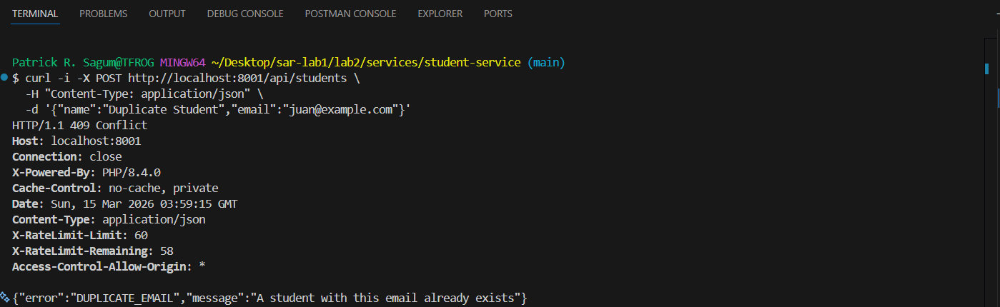 TERMINAL PROBLEMS OUTPUT DEBUG CONSOLE POSTMAN CONSOLE EXPLORER PORTS
Patrick R. Sagum@TFROG MINGW64 ~/Desktop/sar-lab1/lab2/services/student-service (main)
$ curl -i -X POST http://localhost:8001/api/students \
  -H "Content-Type: application/json" \
  -d '{"name":"Duplicate Student","email":"juan@example.com"}'
HTTP/1.1 409 Conflict
Host: localhost:8001
Connection: close
X-Powered-By: PHP/8.4.0
Cache-Control: no-cache, private
Date: Sun, 15 Mar 2026 03:59:15 GMT
Content-Type: application/json
X-RateLimit-Limit: 60
X-RateLimit-Remaining: 58
Access-Control-Allow-Origin: *
{"error":"DUPLICATE_EMAIL","message":"A student with this email already exists"}